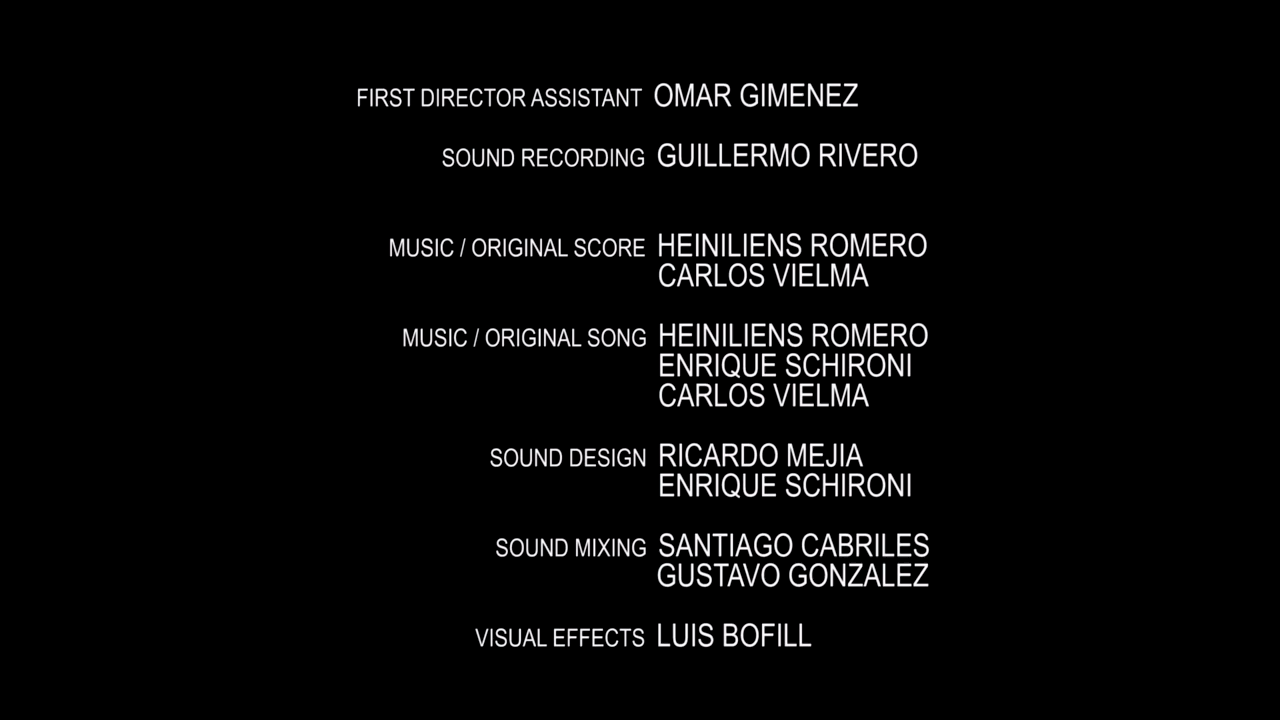 FIRST DIRECTOR ASSISTANT OMAR GIMENEZ
SOUND RECORDING GUILLERMO RIVERO
MUSIC / ORIGINAL SCORE HEINILIENS ROMERO
CARLOS VIELMA
MUSIC / ORIGINAL SONG HEINILIENS ROMERO
ENRIQUE SCHIRONI
CARLOS VIELMA
SOUND DESIGN RICARDO MEJIA
ENRIQUE SCHIRONI
SOUND MIXING SANTIAGO CABRILES
GUSTAVO GONZALEZ
VISUAL EFFECTS LUIS BOFILL